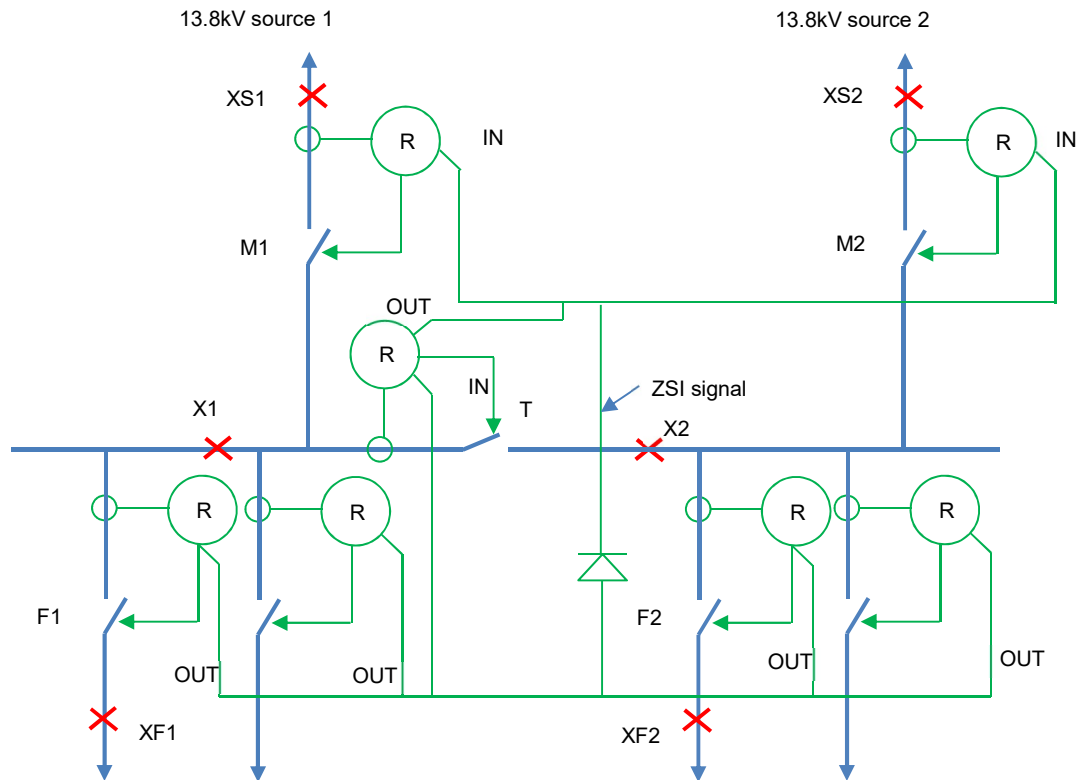 13.8kV source 1
13.8kV source 2
XS1
XS2
R
IN
R
IN
M1
M2
OUT
R
IN
ZSI signal
X1
T
X2
R
R
R
R
F1
F2
OUT
OUT
OUT
OUT
XF1
XF2